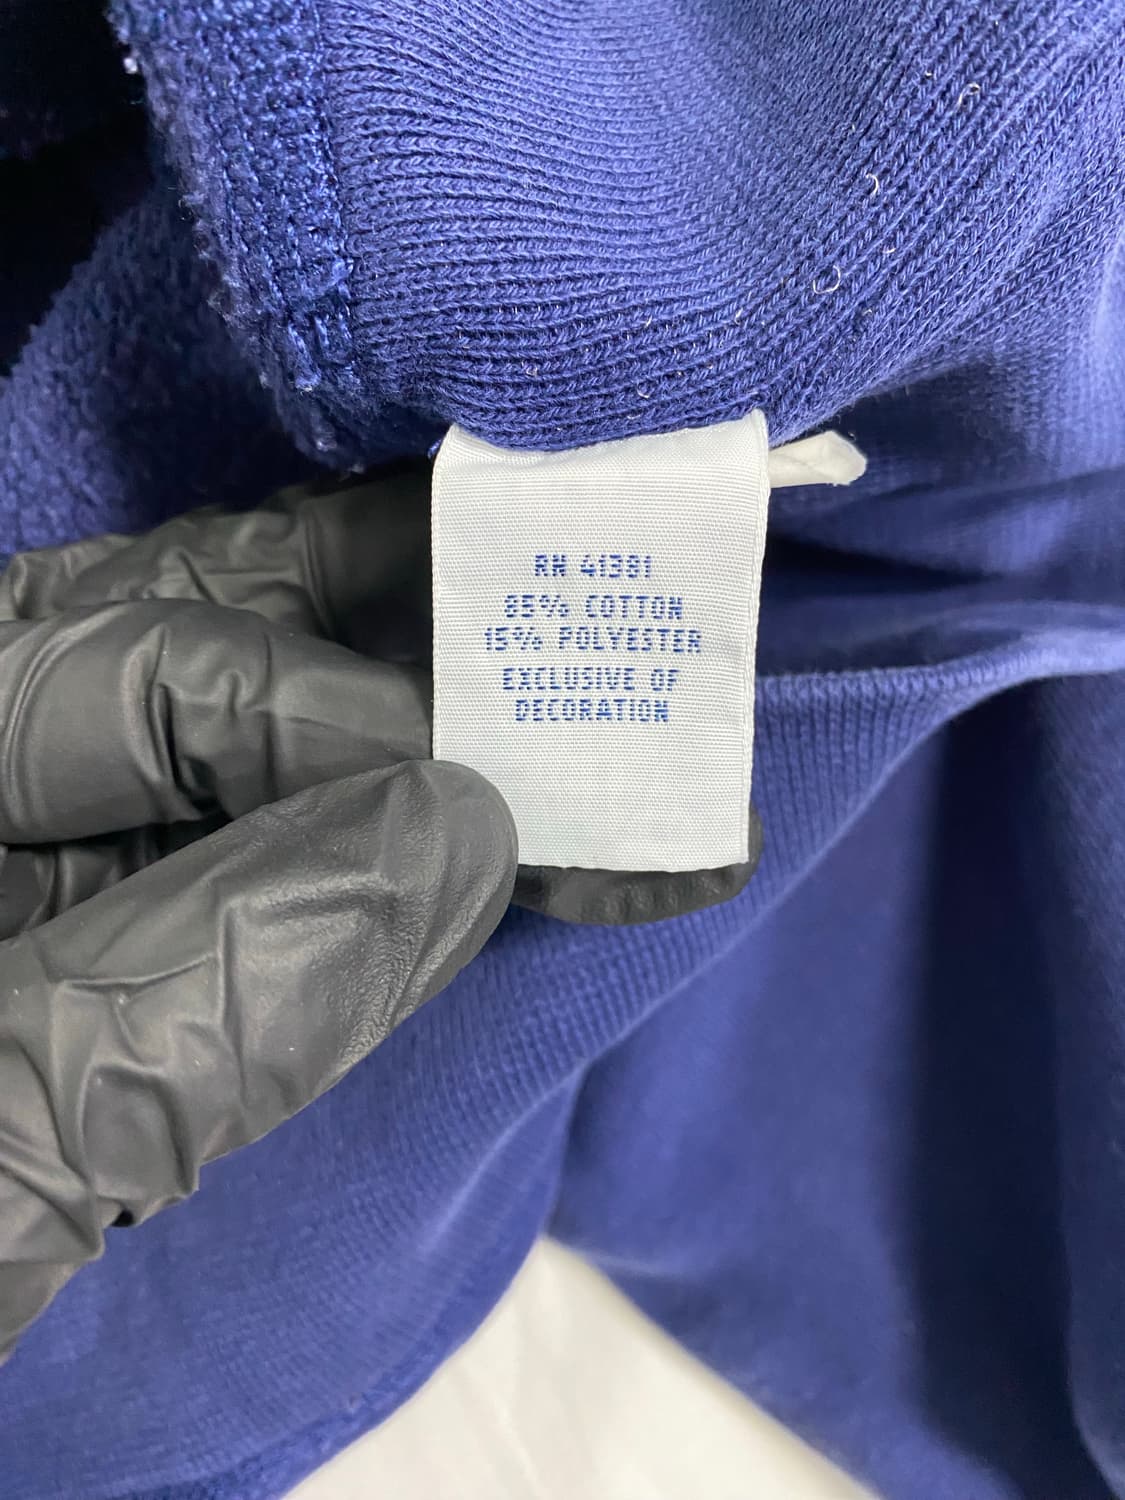 RN 41381
85% COTTON
15% POLYESTER
EXCLUSIVE OF
DECORATION